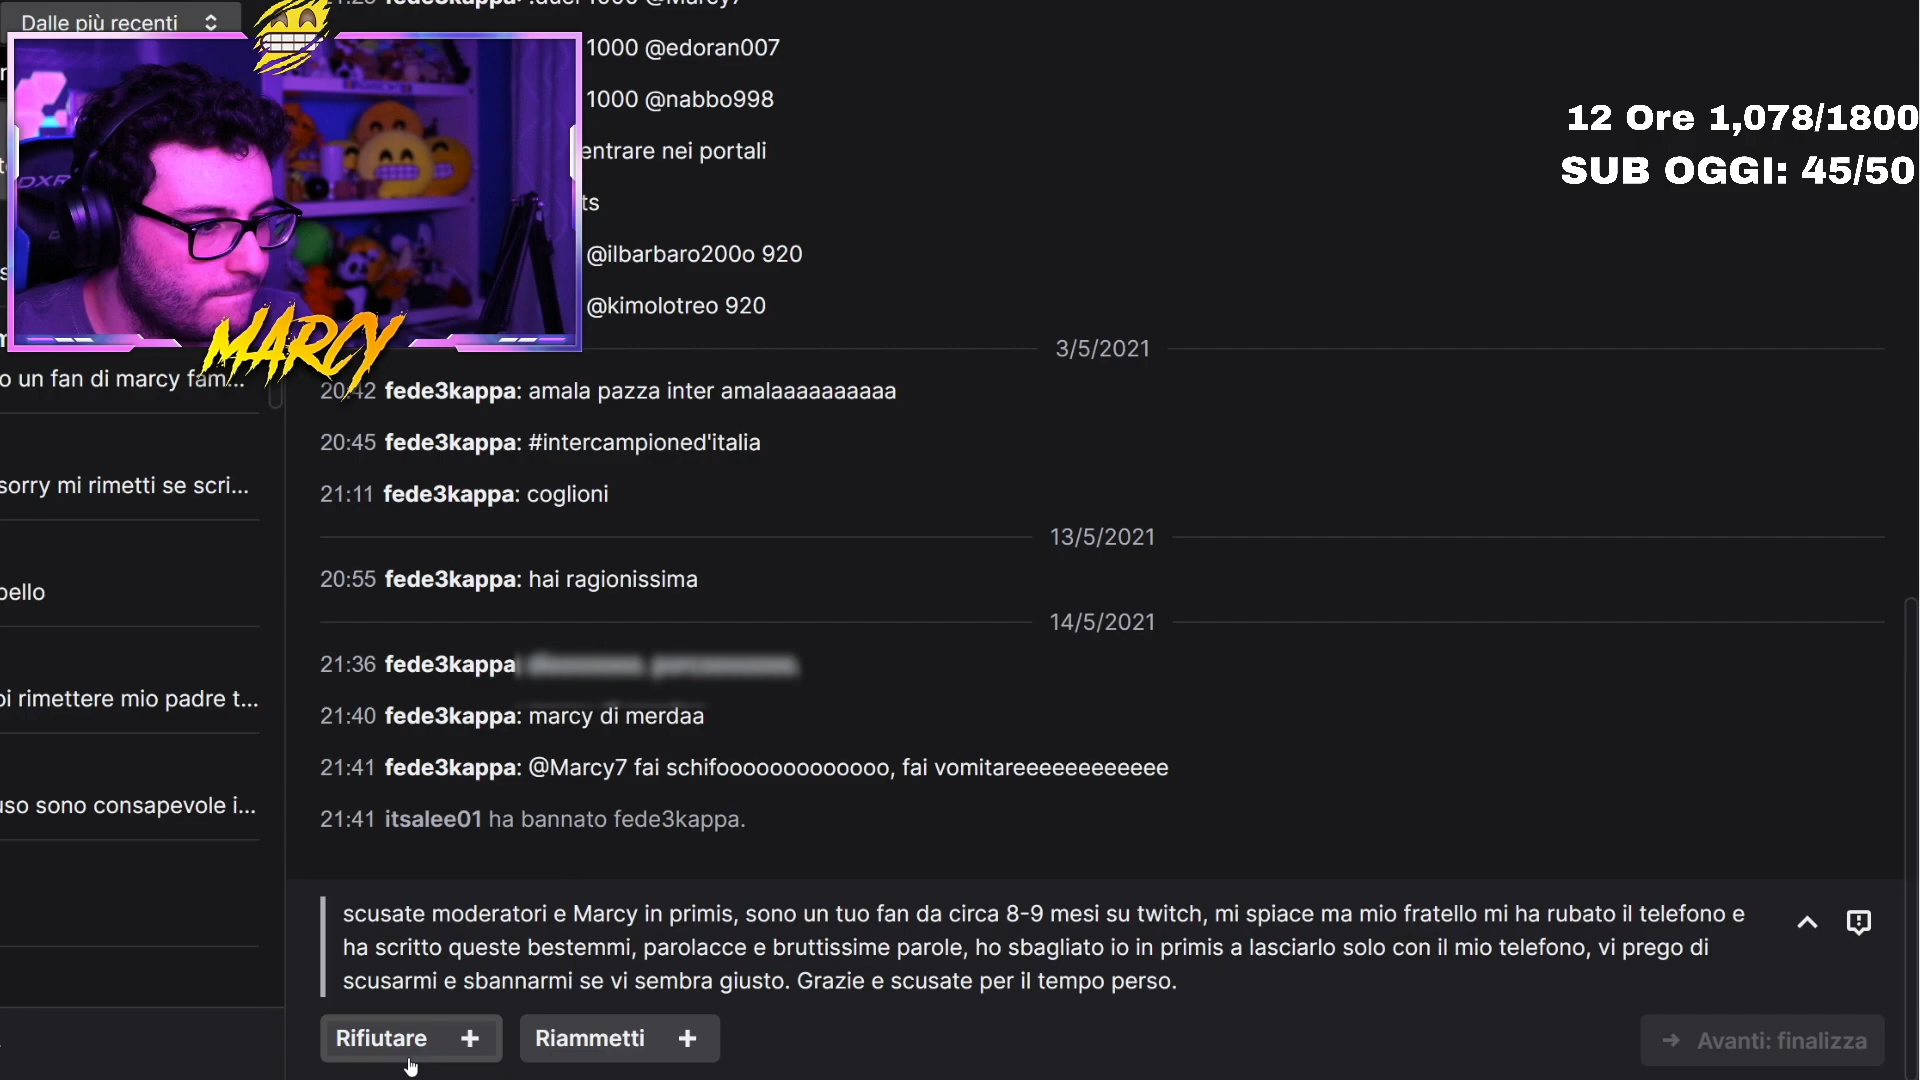 Dalle più recenti
fede3kappa:
1000 @edoran007
1000 @nabbo998
entrare nei portali
ts
@ilbarbaro200o 920
@kimolotreo 920
12 Ore 1,078/1800
SUB OGGI: 45/50
DXR
MARCY
o un fan di marcy fam...
sorry mi rimetti se scri...
bello
oi rimettere mio padre t...
uso sono consapevole i...
3/5/2021
20:42 fede3kappa: amala pazza inter amalaaaaaaaaaa
20:45 fede3kappa: #intercampioned'italia
21:11 fede3kappa: coglioni
13/5/2021
20:55 fede3kappa: hai ragionissima
14/5/2021
21:36 fede3kappa
21:40 fede3kappa: marcy di merdaa
21:41 fede3kappa: @Marcy7 fai schifooooooooooooo, fai vomitareeeeeeeeeeee
21:41 itsalee01 ha bannato fede3kappa.
scusate moderatori e Marcy in primis, sono un tuo fan da circa 8-9 mesi su twitch, mi spiace ma mio fratello mi ha rubato il telefono e
ha scritto queste bestemmi, parolacce e bruttissime parole, ho sbagliato io in primis a lasciarlo solo con il mio telefono, vi prego di
scusarmi e sbannarmi se vi sembra giusto. Grazie e scusate per il tempo perso.
Rifiutare +
Riammetti +
→ Avanti: finalizza